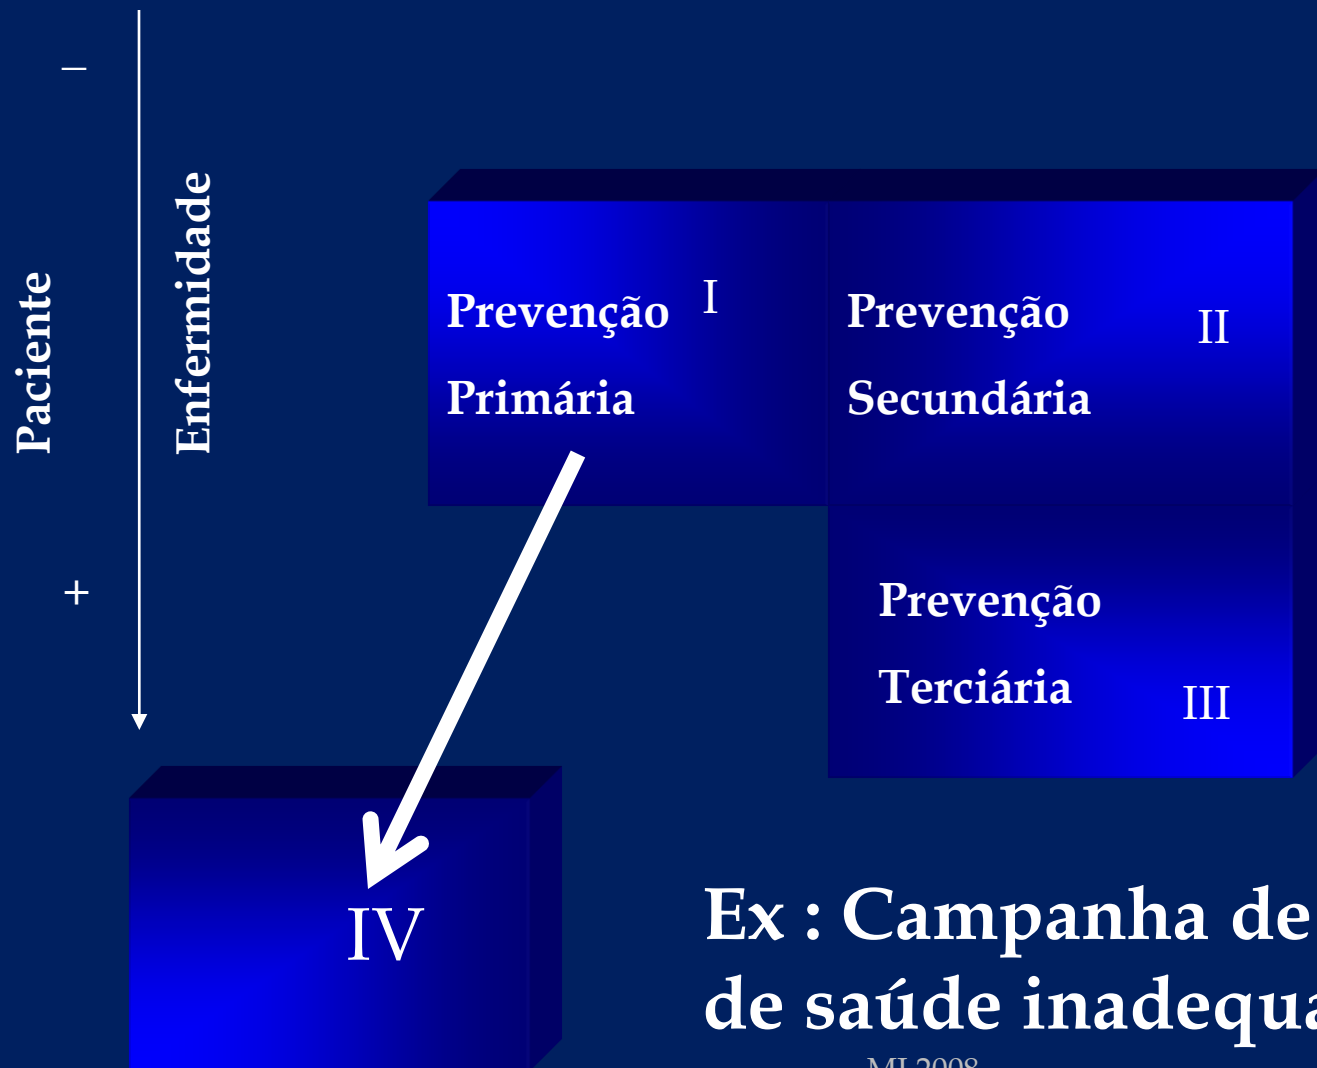 –
Paciente
Enfermidade
+
Prevenção I
Primária
Prevenção II
Secundária
Prevenção
Terciária III
IV
Ex : Campanha de
de saúde inadequa